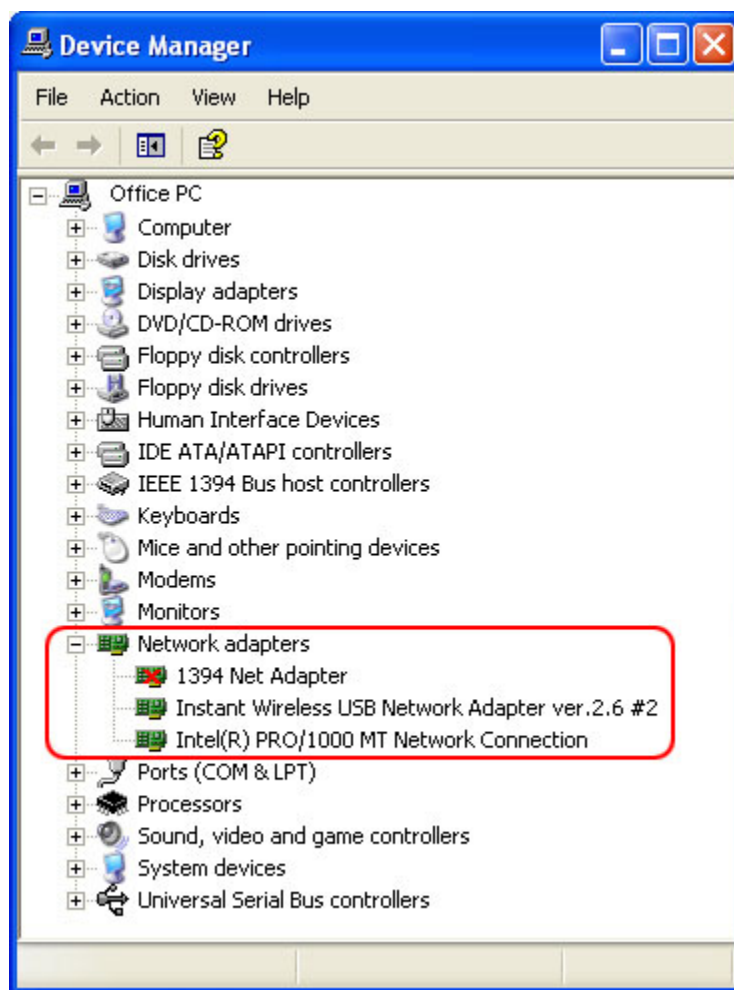 Device Manager
File Action View Help
Office PC
Computer
Disk drives
Display adapters
DVD/CD-ROM drives
Floppy disk controllers
Floppy disk drives
Human Interface Devices
IDE ATA/ATAPI controllers
IEEE 1394 Bus host controllers
Keyboards
Mice and other pointing devices
Modems
Monitors
Network adapters
1394 Net Adapter
Instant Wireless USB Network Adapter ver.2.6 #2
Intel(R) PRO/1000 MT Network Connection
Ports (COM & LPT)
Processors
Sound, video and game controllers
System devices
Universal Serial Bus controllers